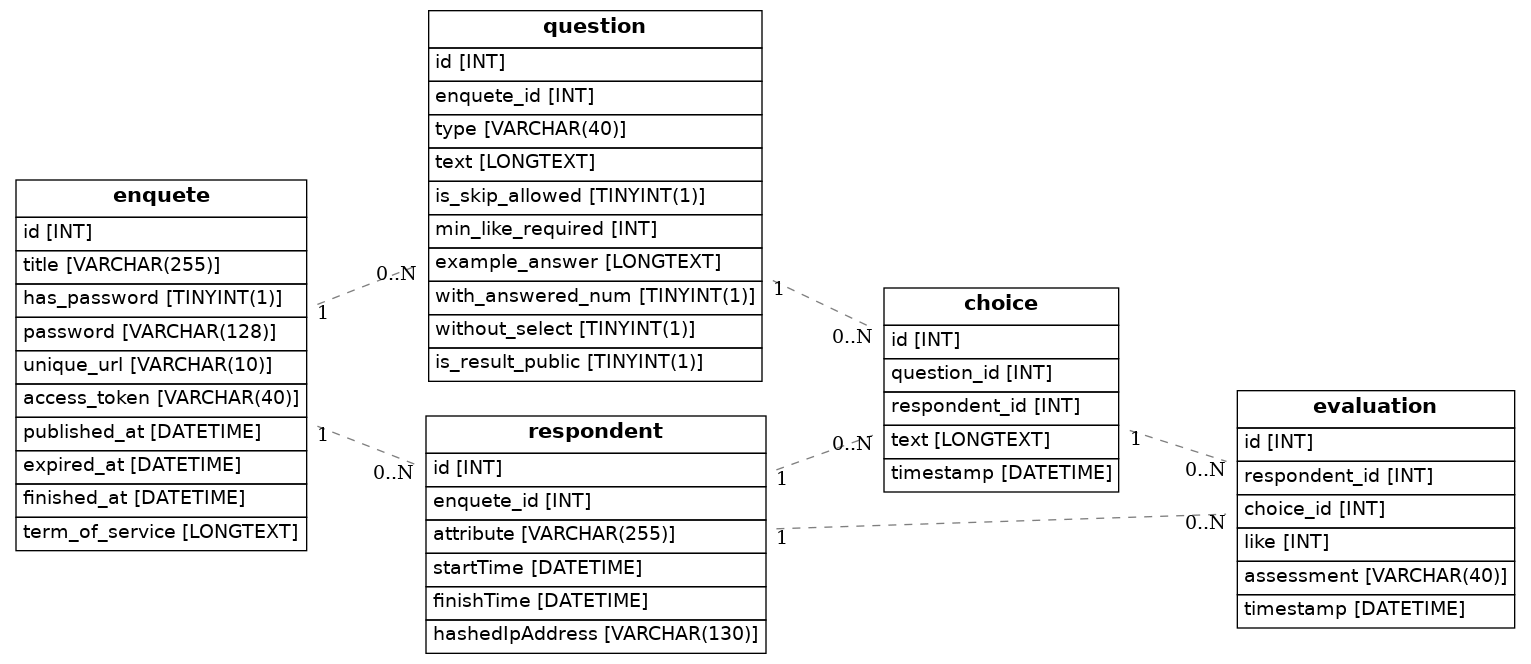 enquete
id [INT]
title [VARCHAR(255)]
has_password [TINYINT(1)]
password [VARCHAR(128)]
unique_url [VARCHAR(10)]
access_token [VARCHAR(40)]
published_at [DATETIME]
expired_at [DATETIME]
finished_at [DATETIME]
term_of_service [LONGTEXT]
1
0..N
1
0..N
question
id [INT]
enquete_id [INT]
type [VARCHAR(40)]
text [LONGTEXT]
is_skip_allowed [TINYINT(1)]
min_like_required [INT]
example_answer [LONGTEXT]
with_answered_num [TINYINT(1)]
without_select [TINYINT(1)]
is_result_public [TINYINT(1)]
respondent
id [INT]
enquete_id [INT]
attribute [VARCHAR(255)]
startTime [DATETIME]
finishTime [DATETIME]
hashedIpAddress [VARCHAR(130)]
1
0..N
1
0..N
1
0..N
choice
id [INT]
question_id [INT]
respondent_id [INT]
text [LONGTEXT]
timestamp [DATETIME]
1
0..N
evaluation
id [INT]
respondent_id [INT]
choice_id [INT]
like [INT]
assessment [VARCHAR(40)]
timestamp [DATETIME]